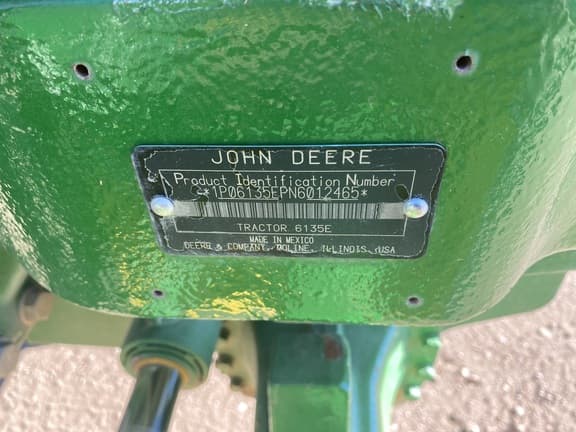 JOHN DEERE
Product Identification Number
*1P06135EPN6012465*
TRACTOR 6135E
MADE IN MEXICO
DEERE & COMPANY, MOLINE, ILLINOIS, USA